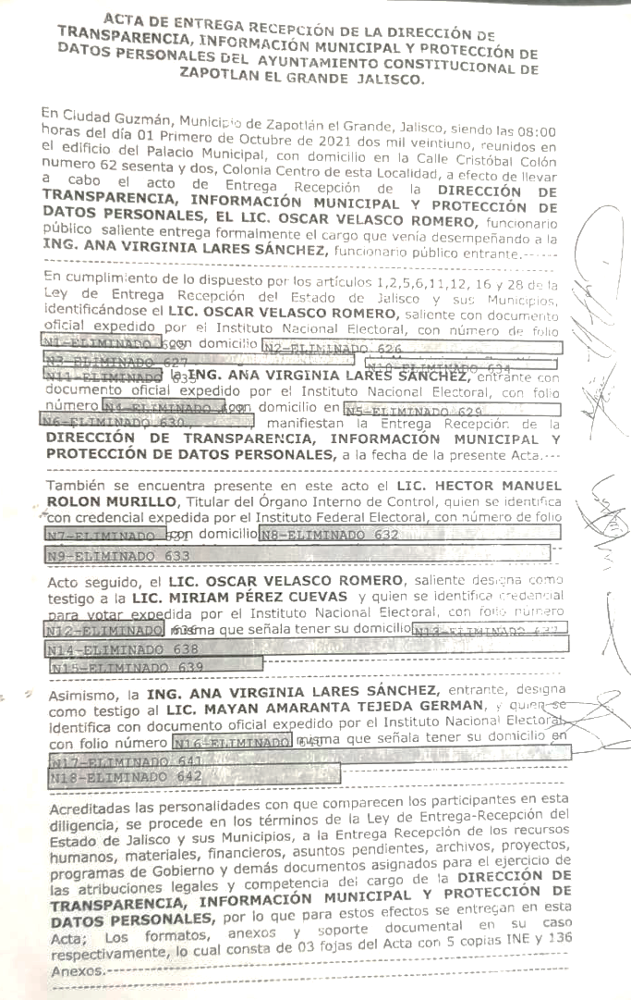 ACTA DE ENTREGA RECEPCIÓN DE LA DIRECCIÓN DE
TRANSPARENCIA, INFORMACIÓN MUNICIPAL Y PROTECCIÓN DE
DATOS PERSONALES DEL AYUNTAMIENTO CONSTITUCIONAL DE
ZAPOTLAN EL GRANDE JALISCO.
En Ciudad Guzmán, Municipio de Zapotlán el Grande, Jalisco, siendo las 08:00
horas del día 01 Primero de Octubre de 2021 dos mil veintiuno, reunidos en
el edificio del Palacio Municipal, con domicilio en la Calle Cristóbal Colón
numero 62 sesenta y dos, Colonia Centro de esta Localidad, a efecto de llevar
a cabo el acto de Entrega Recepción de la DIRECCIÓN DE
TRANSPARENCIA, INFORMACIÓN MUNICIPAL Y PROTECCIÓN DE
DATOS PERSONALES, EL LIC. OSCAR VELASCO ROMERO, funcionario
público saliente entrega formalmente el cargo que venía desempeñando a la
ING. ANA VIRGINIA LARES SÁNCHEZ, funcionario público entrante.------
En cumplimiento de lo dispuesto por los artículos 1,2,5,6,11,12, 16 y 28 de la
Ley de Entrega Recepción del Estado de Jalisco y sus Municipios,
identificándose el LIC. OSCAR VELASCO ROMERO, saliente con documento
oficial expedido por el Instituto Nacional Electoral, con número de folio
N1-ELIMINADO 625 con domicilio N2-ELIMINADO 626
N3-ELIMINADO 627 N10-ELIMINADO 634
N11-ELIMINADO 635 la ING. ANA VIRGINIA LARES SÁNCHEZ, entrante con
documento oficial expedido por el Instituto Nacional Electoral, con folio
número N4-ELIMINADO 628 con domicilio en N5-ELIMINADO 629
N6-ELIMINADO 630 manifiestan la Entrega Recepción de la
DIRECCIÓN DE TRANSPARENCIA, INFORMACIÓN MUNICIPAL Y
PROTECCIÓN DE DATOS PERSONALES, a la fecha de la presente Acta.---
También se encuentra presente en este acto el LIC. HECTOR MANUEL
ROLON MURILLO, Titular del Órgano Interno de Control, quien se identifica
con credencial expedida por el Instituto Federal Electoral, con número de folio
N7-ELIMINADO 631 con domicilio N8-ELIMINADO 632
N9-ELIMINADO 633
Acto seguido, el LIC. OSCAR VELASCO ROMERO, saliente designa como
testigo a la LIC. MIRIAM PÉREZ CUEVAS y quien se identifica credencial
para votar expedida por el Instituto Nacional Electoral, con folio número
N12-ELIMINADO 636 misma que señala tener su domicilio N13-ELIMINADO 637
N14-ELIMINADO 638
N15-ELIMINADO 639
Asimismo, la ING. ANA VIRGINIA LARES SÁNCHEZ, entrante, designa
como testigo al LIC. MAYAN AMARANTA TEJEDA GERMAN, y quien se
identifica con documento oficial expedido por el Instituto Nacional Electoral,
con folio número N16-ELIMINADO 640 misma que señala tener su domicilio en
N17-ELIMINADO 641
N18-ELIMINADO 642
Acreditadas las personalidades con que comparecen los participantes en esta
diligencia, se procede en los términos de la Ley de Entrega-Recepción del
Estado de Jalisco y sus Municipios, a la Entrega Recepción de los recursos
humanos, materiales, financieros, asuntos pendientes, archivos, proyectos,
programas de Gobierno y demás documentos asignados para el ejercicio de
las atribuciones legales y competencia del cargo de la DIRECCIÓN DE
TRANSPARENCIA, INFORMACIÓN MUNICIPAL Y PROTECCIÓN DE
DATOS PERSONALES, por lo que para estos efectos se entregan en esta
Acta; Los formatos, anexos y soporte documental en su caso
respectivamente, lo cual consta de 03 fojas del Acta con 5 copias INE y 136
Anexos.------